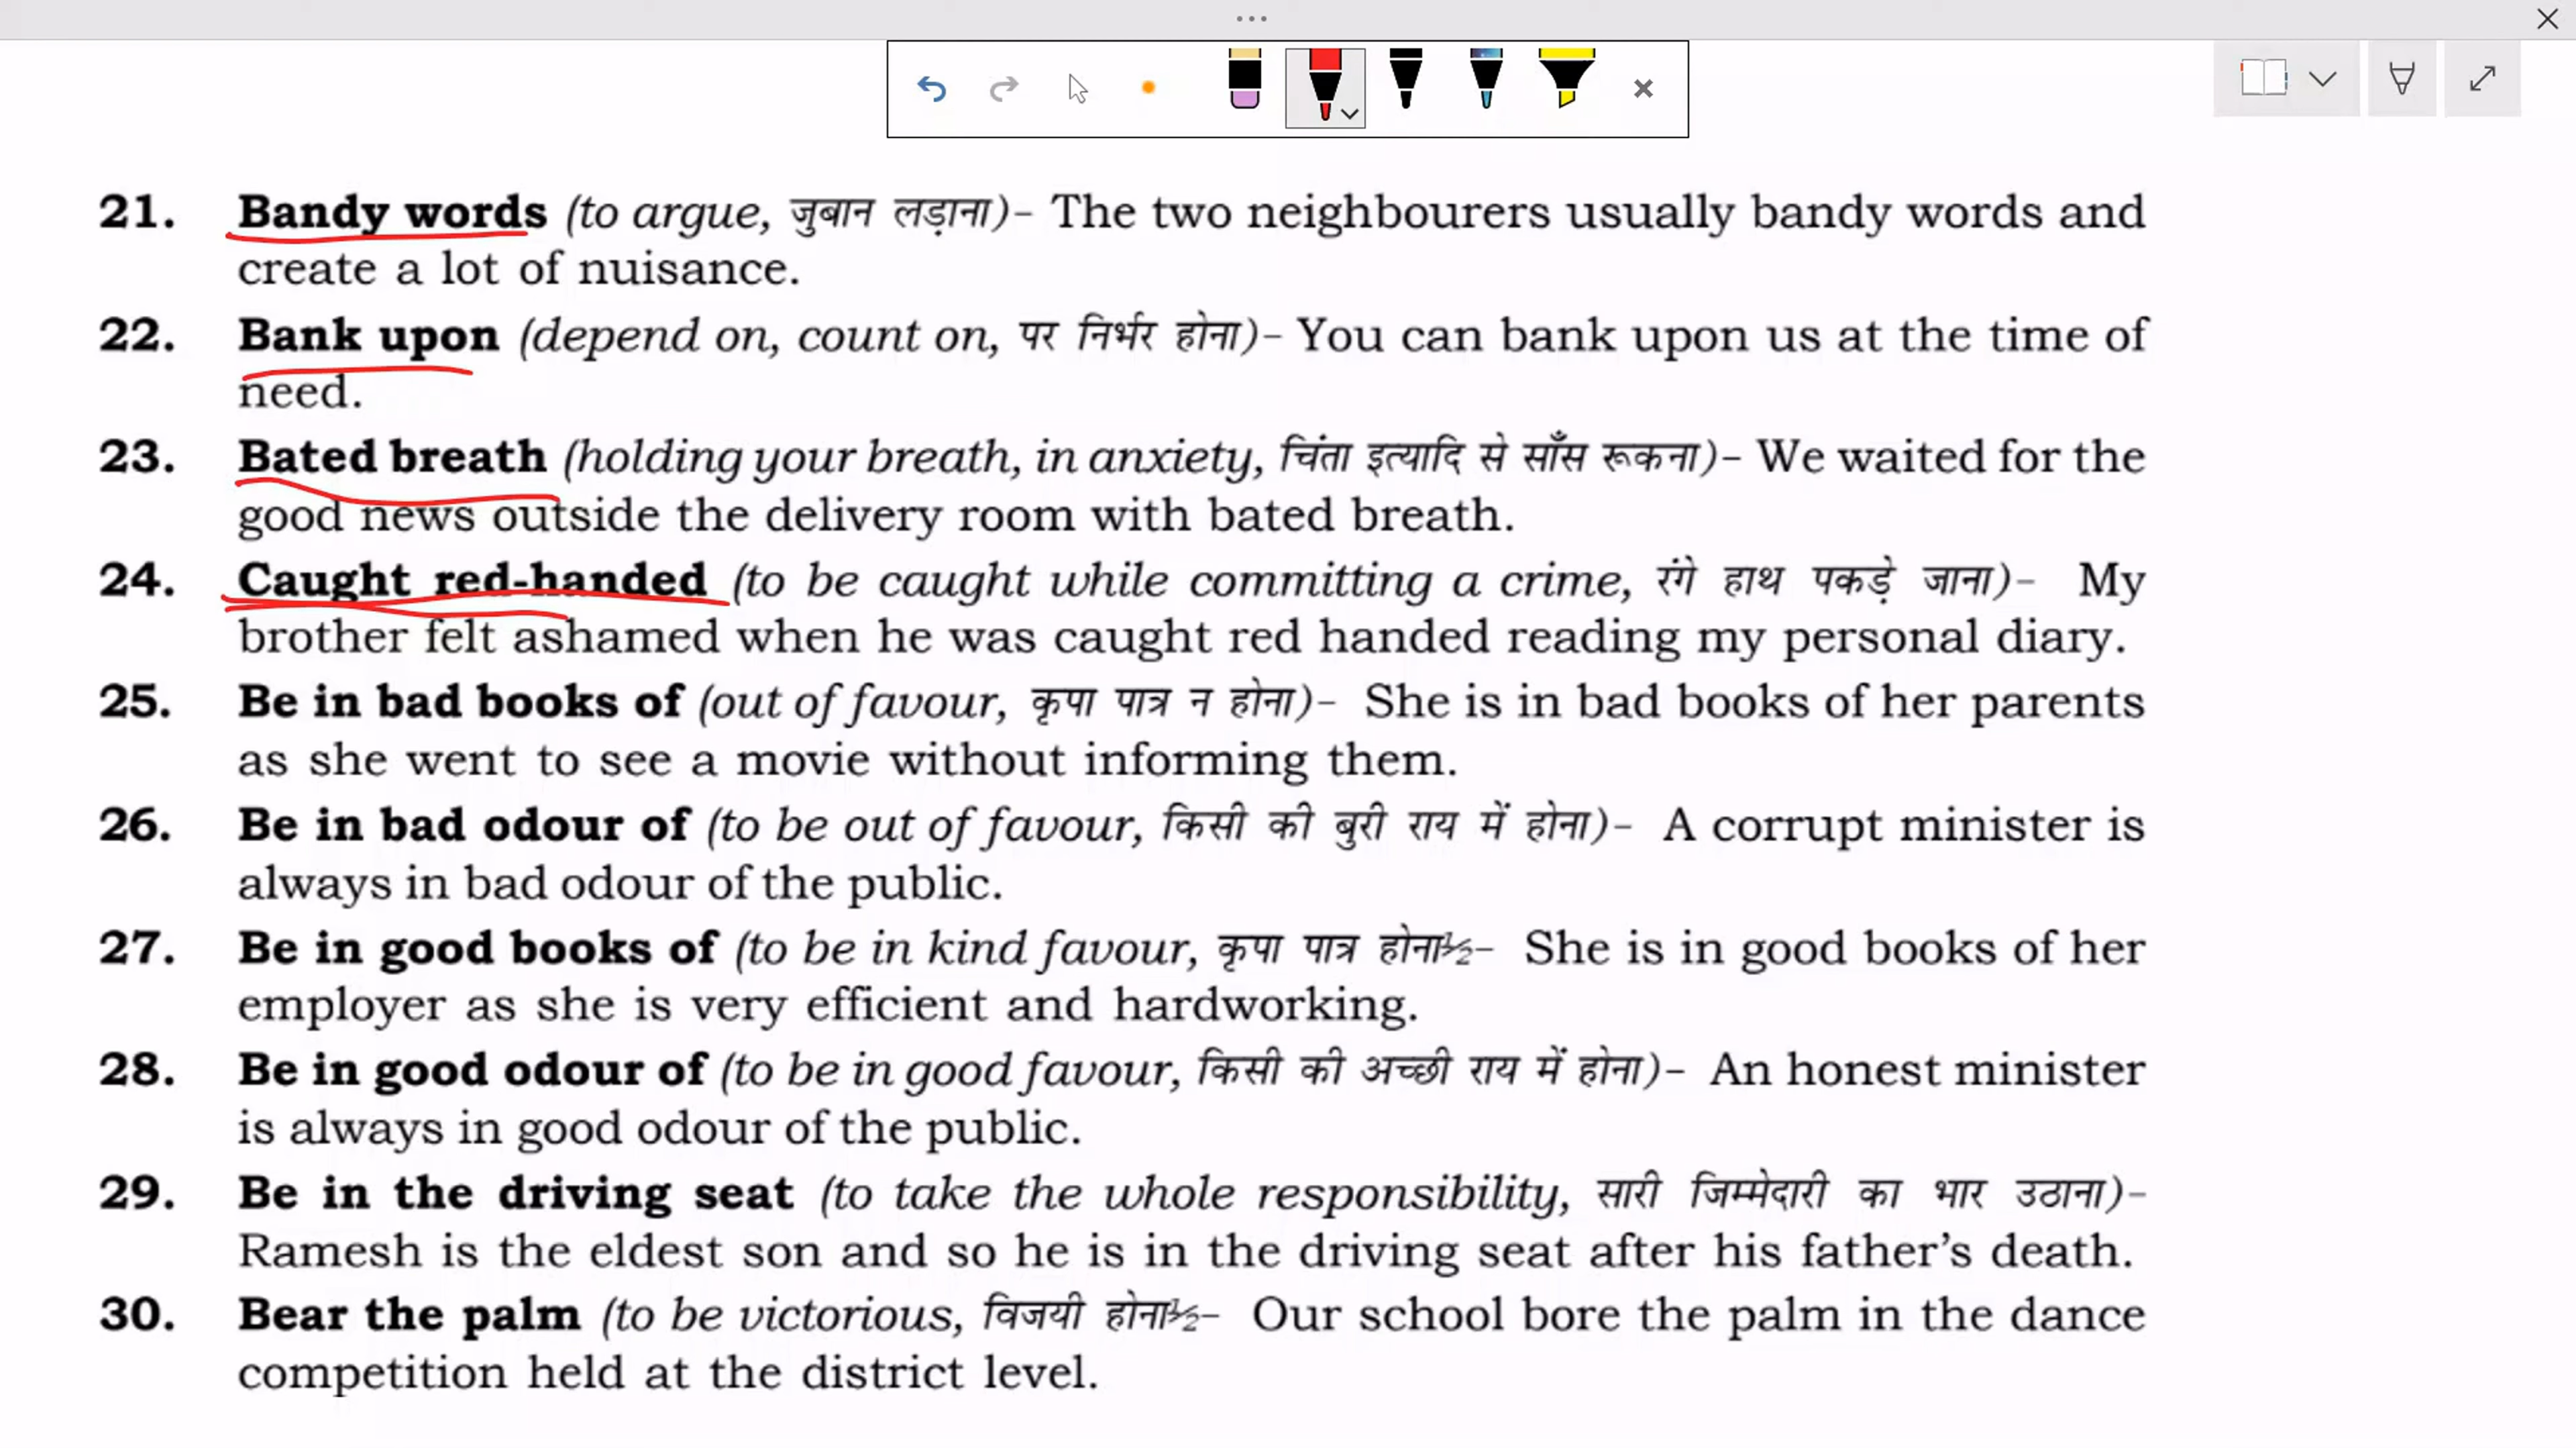 21. Bandy words (to argue, जुबान लड़ाना)- The two neighbourers usually bandy words and
create a lot of nuisance.
22. Bank upon (depend on, count on, पर निर्भर होना)- You can bank upon us at the time of
need.
23. Bated breath (holding your breath, in anxiety, चिंता इत्यादि से साँस रूकना)- We waited for the
good news outside the delivery room with bated breath.
24. Caught red-handed (to be caught while committing a crime, रंगे हाथ पकड़े जाना)- My
brother felt ashamed when he was caught red handed reading my personal diary.
25. Be in bad books of (out of favour, कृपा पात्र न होना)- She is in bad books of her parents
as she went to see a movie without informing them.
26. Be in bad odour of (to be out of favour, किसी की बुरी राय में होना)- A corrupt minister is
always in bad odour of the public.
27. Be in good books of (to be in kind favour, कृपा पात्र होना½- She is in good books of her
employer as she is very efficient and hardworking.
28. Be in good odour of (to be in good favour, किसी की अच्छी राय में होना)- An honest minister
is always in good odour of the public.
29. Be in the driving seat (to take the whole responsibility, सारी जिम्मेदारी का भार उठाना)-
Ramesh is the eldest son and so he is in the driving seat after his father’s death.
30. Bear the palm (to be victorious, विजयी होना½- Our school bore the palm in the dance
competition held at the district level.